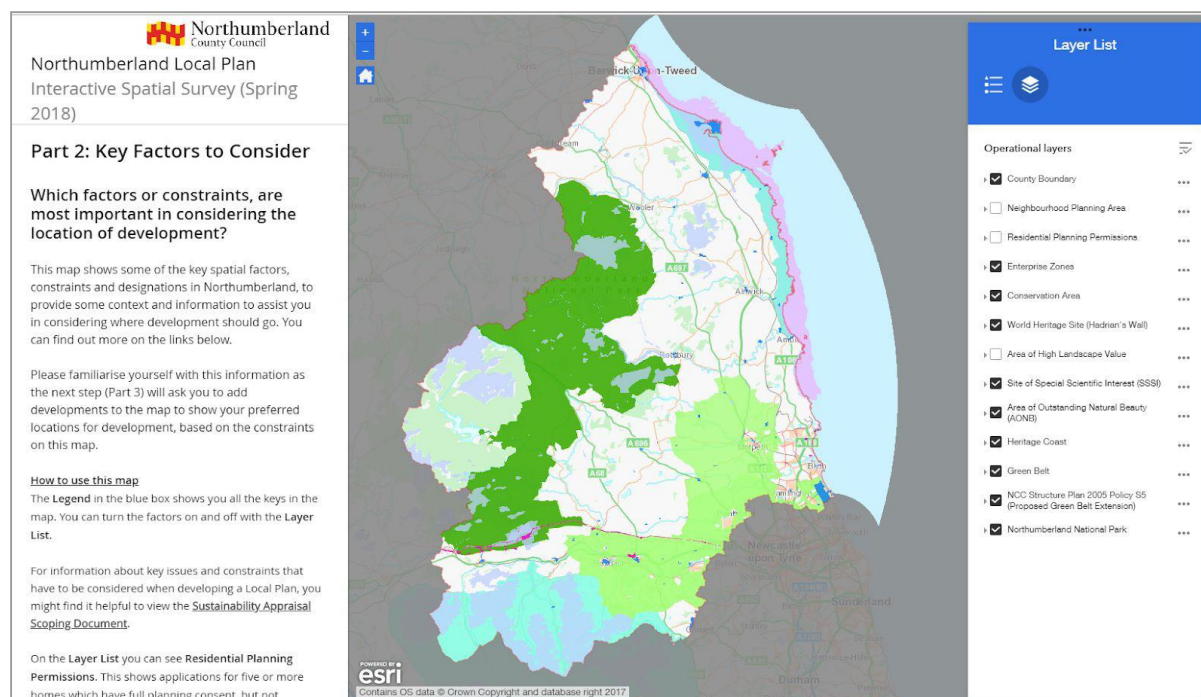 Northumberland
County Council
Northumberland Local Plan
Interactive Spatial Survey (Spring
2018)
Part 2: Key Factors to Consider
Which factors or constraints, are
most important in considering the
location of development?
This map shows some of the key spatial factors,
constraints and designations in Northumberland, to
provide some context and information to assist you
in considering where development should go. You
can find out more on the links below.
Please familiarise yourself with this information as
the next step (Part 3) will ask you to add
developments to the map to show your preferred
locations for development, based on the constraints
on this map.
How to use this map
The Legend in the blue box shows you all the keys in the
map. You can turn the factors on and off with the Layer
List.
For information about key issues and constraints that
have to be considered when developing a Local Plan, you
might find it helpful to view the Sustainability Appraisal
Scoping Document.
On the Layer List you can see Residential Planning
Permissions. This shows applications for five or more
homes which have full planning consent, but not
+
−
Berwick-Upon-Tweed
Wooler
A697
Alnwick
Rothbury
A696
A68
A189
Newcastle
upon Tyne
Sunderland
Durham
POWERED BY
esri
Contains OS data © Crown Copyright and database right 2017
Layer List
Operational layers
County Boundary
Neighbourhood Planning Area
Residential Planning Permissions
Enterprise Zones
Conservation Area
World Heritage Site (Hadrian's Wall)
Area of High Landscape Value
Site of Special Scientific Interest (SSSI)
Area of Outstanding Natural Beauty
(AONB)
Heritage Coast
Green Belt
NCC Structure Plan 2005 Policy S5
(Proposed Green Belt Extension)
Northumberland National Park